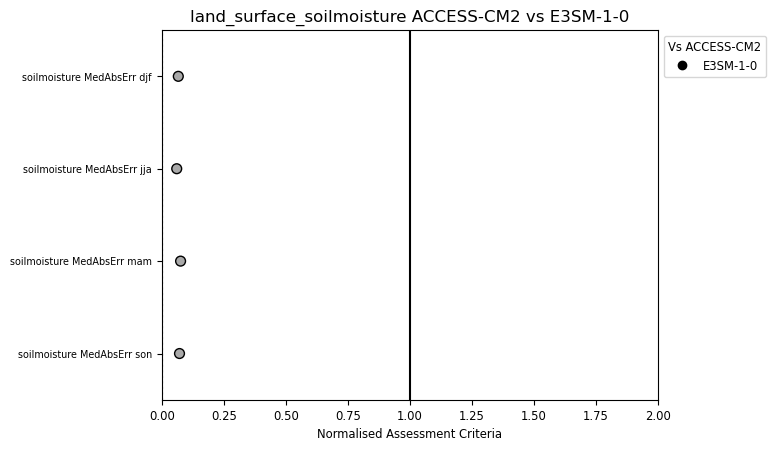 land_surface_soilmoisture ACCESS-CM2 vs E3SM-1-0
Vs ACCESS-CM2
E3SM-1-0
soilmoisture MedAbsErr djf
soilmoisture MedAbsErr jja
soilmoisture MedAbsErr mam
soilmoisture MedAbsErr son
0.00 0.25 0.50 0.75 1.00 1.25 1.50 1.75 2.00
Normalised Assessment Criteria